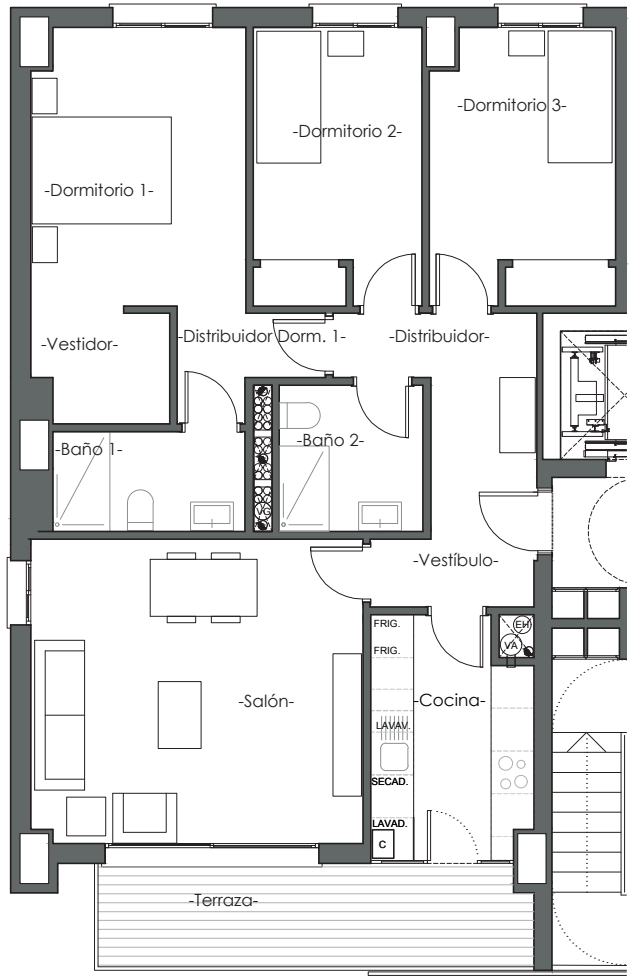 -Dormitorio 3-
-Dormitorio 2-
-Dormitorio 1-
-Vestidor-
-Distribuidor Dorm. 1-
-Distribuidor-
-Baño 1-
-Baño 2-
VG
-Vestíbulo-
FRIG.
EH
VA
FRIG.
-Salón-
-Cocina-
LAVAV.
SECAD.
LAVAD.
C
-Terraza-